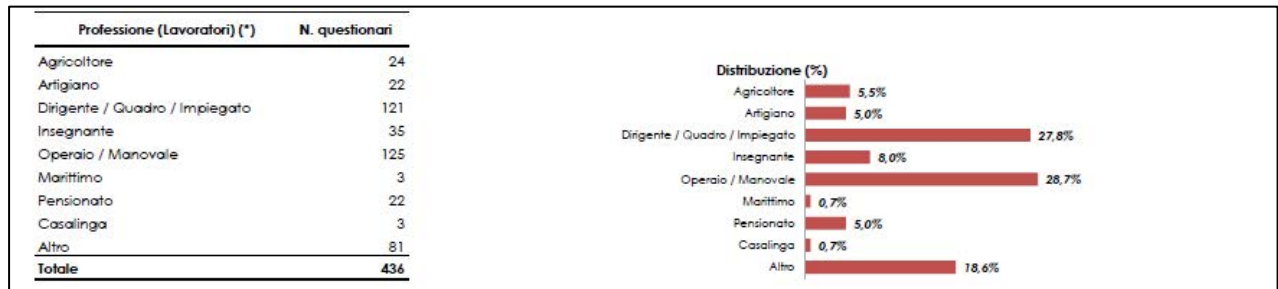 Professione (Lavoratori) (*) N. questionari
Agricoltore 24
Artigiano 22
Dirigente / Quadro / Impiegato 121
Insegnante 35
Operaio / Manovale 125
Marittimo 3
Pensionato 22
Casalinga 3
Altro 81
Totale 436
Distribuzione (%)
Agricoltore 5,5%
Artigiano 5,0%
Dirigente / Quadro / Impiegato 27,8%
Insegnante 8,0%
Operaio / Manovale 28,7%
Marittimo 0,7%
Pensionato 5,0%
Casalinga 0,7%
Altro 18,6%